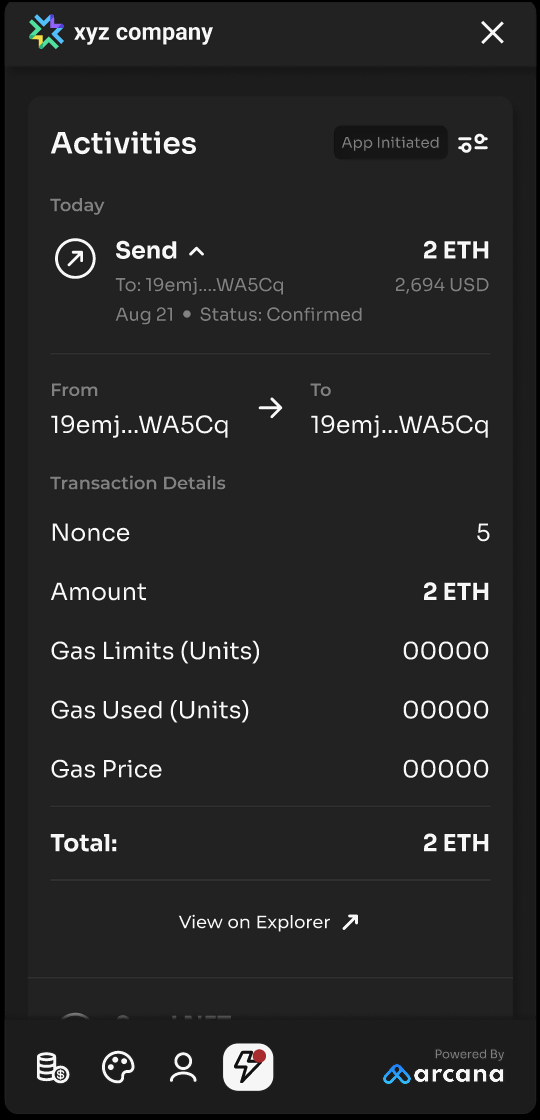 xyz company
Activities
App Initiated
Today
Send
2 ETH
To: 19emj....WA5Cq
2,694 USD
Aug 21 • Status: Confirmed
From
To
19emj...WA5Cq
19emj...WA5Cq
Transaction Details
Nonce 5
Amount 2 ETH
Gas Limits (Units) 00000
Gas Used (Units) 00000
Gas Price 00000
Total: 2 ETH
View on Explorer
Powered By
arcana